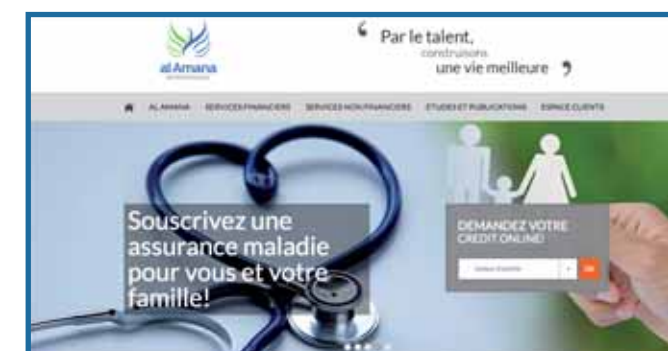 ‘ Par le talent,
construisons
une vie meilleure ’
al Amana
AL AMANA SERVICES FINANCIERS SERVICES NON FINANCIERS ETUDES ET PUBLICATIONS ESPACE CLIENTS
Souscrivez une
assurance maladie
pour vous et votre
famille!
DEMANDEZ VOTRE
CREDIT ONLINE!
OK